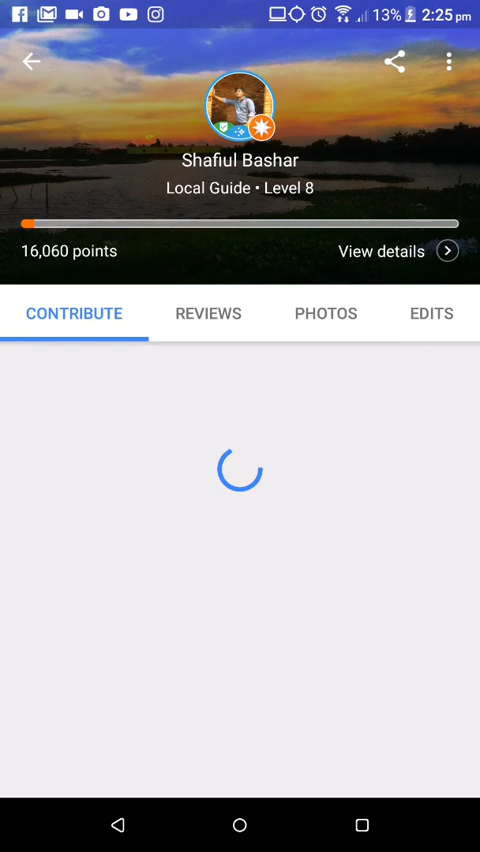 13% 2:25 pm
Shafiul Bashar
Local Guide • Level 8
16,060 points View details
CONTRIBUTE REVIEWS PHOTOS EDITS